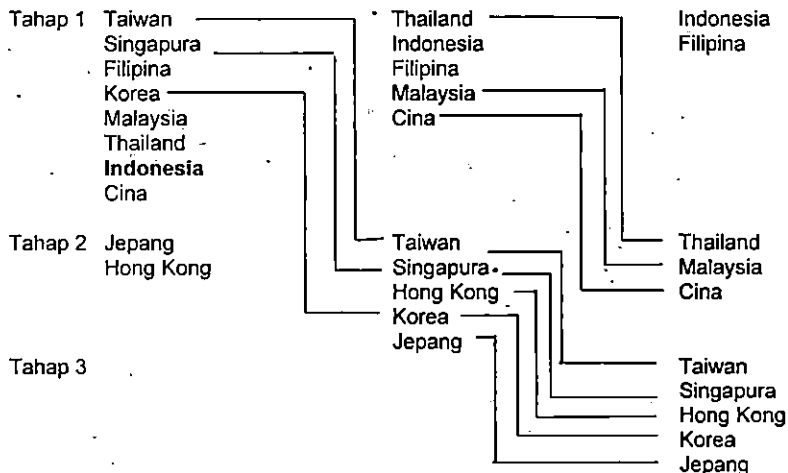 Tahap 1 Taiwan Thailand Indonesia
Singapura Indonesia Filipina
Filipina Filipina
Korea Malaysia
Malaysia Cina
Thailand
Indonesia
Cina
Tahap 2 Jepang Taiwan Thailand
Hong Kong Singapura Malaysia
Hong Kong Cina
Korea
Jepang
Tahap 3 Taiwan
Singapura
Hong Kong
Korea
Jepang